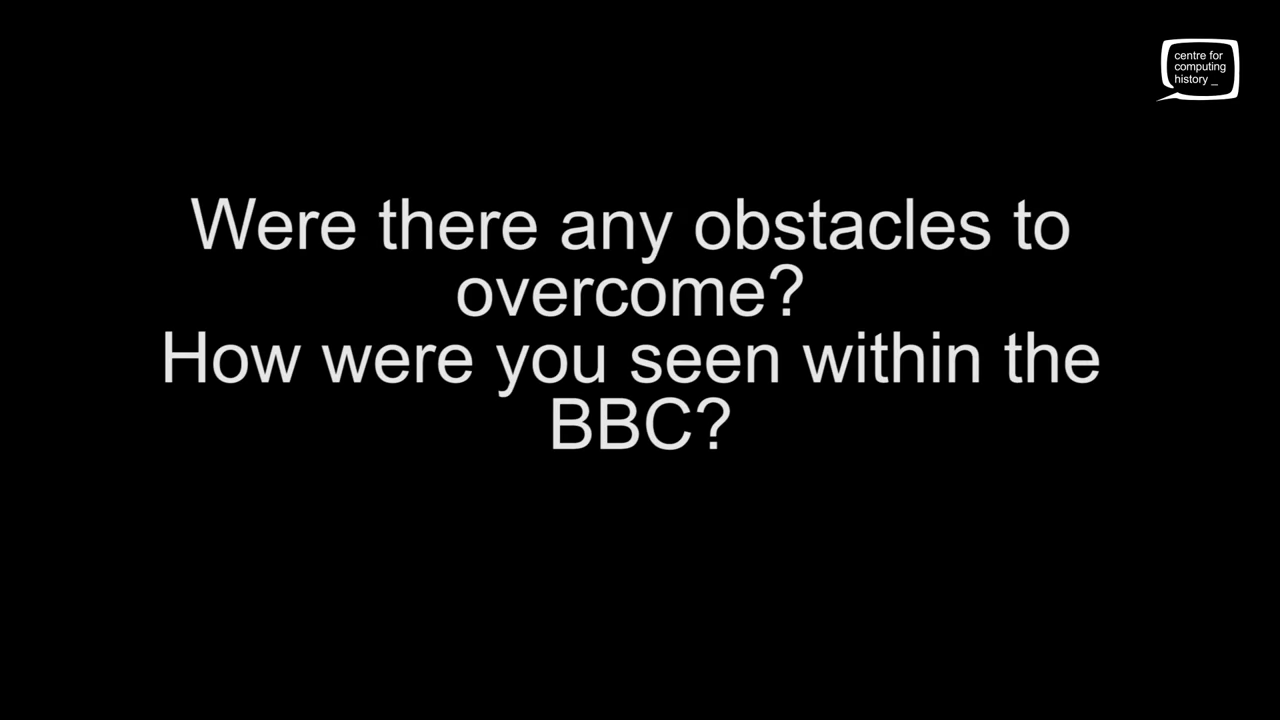 centre for
computing
history _
Were there any obstacles to
overcome?
How were you seen within the
BBC?